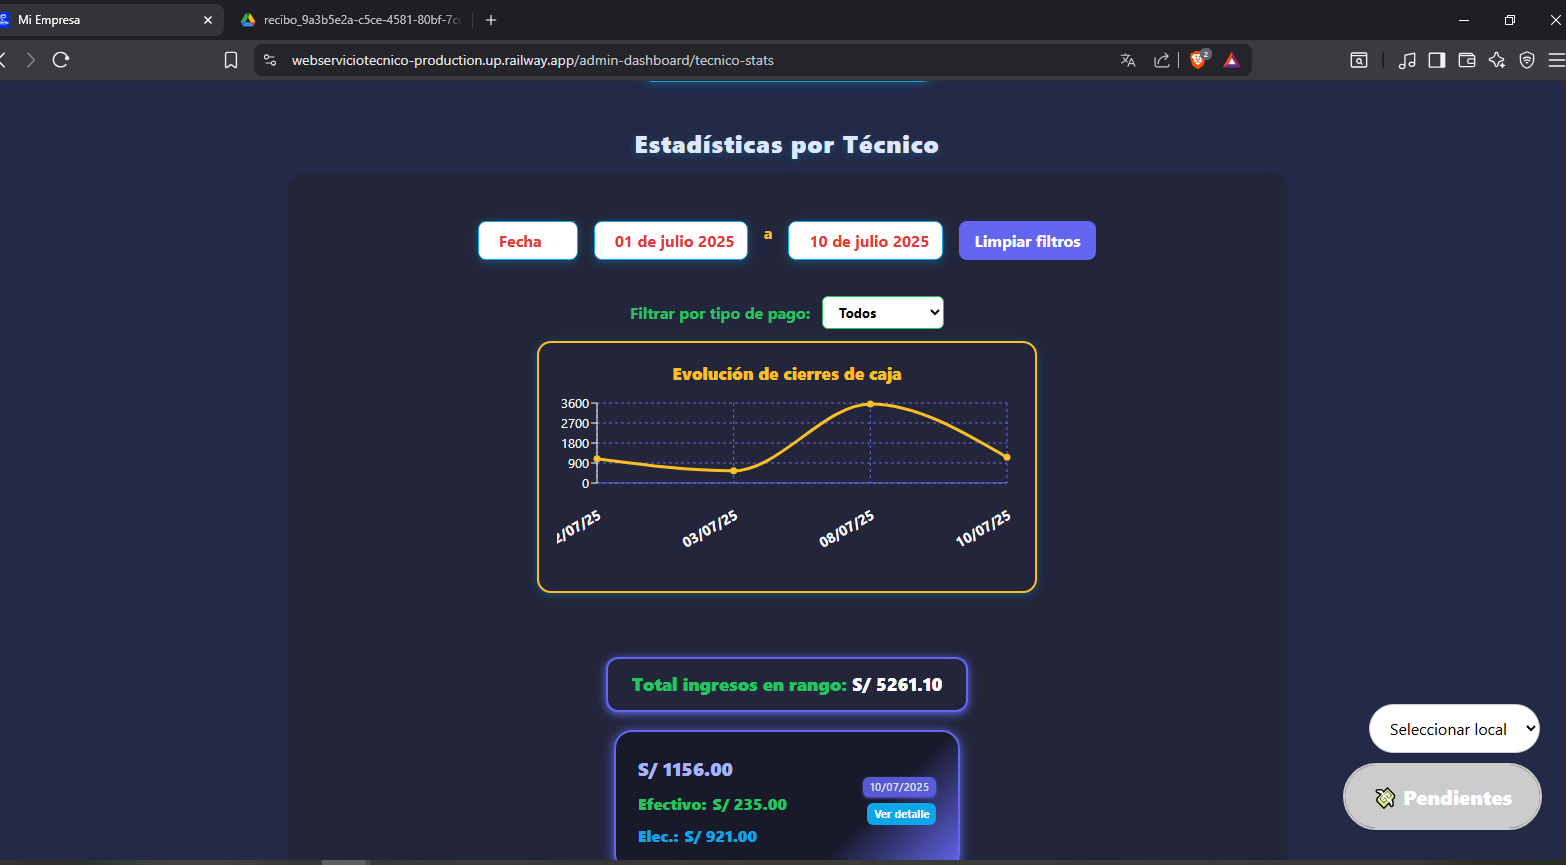 Mi Empresa
recibo_9a3b5e2a-c5ce-4581-80bf-7c
webserviciotecnico-production.up.railway.app/admin-dashboard/tecnico-stats
2
Estadísticas por Técnico
Fecha 01 de julio 2025 a 10 de julio 2025 Limpiar filtros
Filtrar por tipo de pago: Todos
Evolución de cierres de caja
3600
2700
1800
900
0
/07/25 03/07/25 08/07/25 10/07/25
Total ingresos en rango: S/ 5261.10
S/ 1156.00
10/07/2025
Efectivo: S/ 235.00
Ver detalle
Elec.: S/ 921.00
Seleccionar local
Pendientes